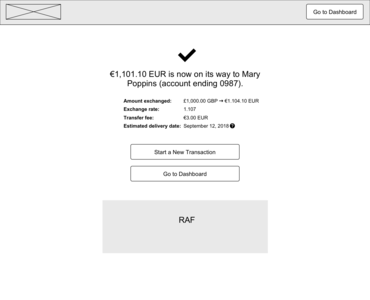 Go to Dashboard
€1,101.10 EUR is now on its way to Mary
Poppins (account ending 0987).
Amount exchanged: £1,000.00 GBP ➞ €1.104.10 EUR
Exchange rate: 1.107
Transfer fee: €3.00 EUR
Estimated delivery date: September 12, 2018 ?
Start a New Transaction
Go to Dashboard
RAF